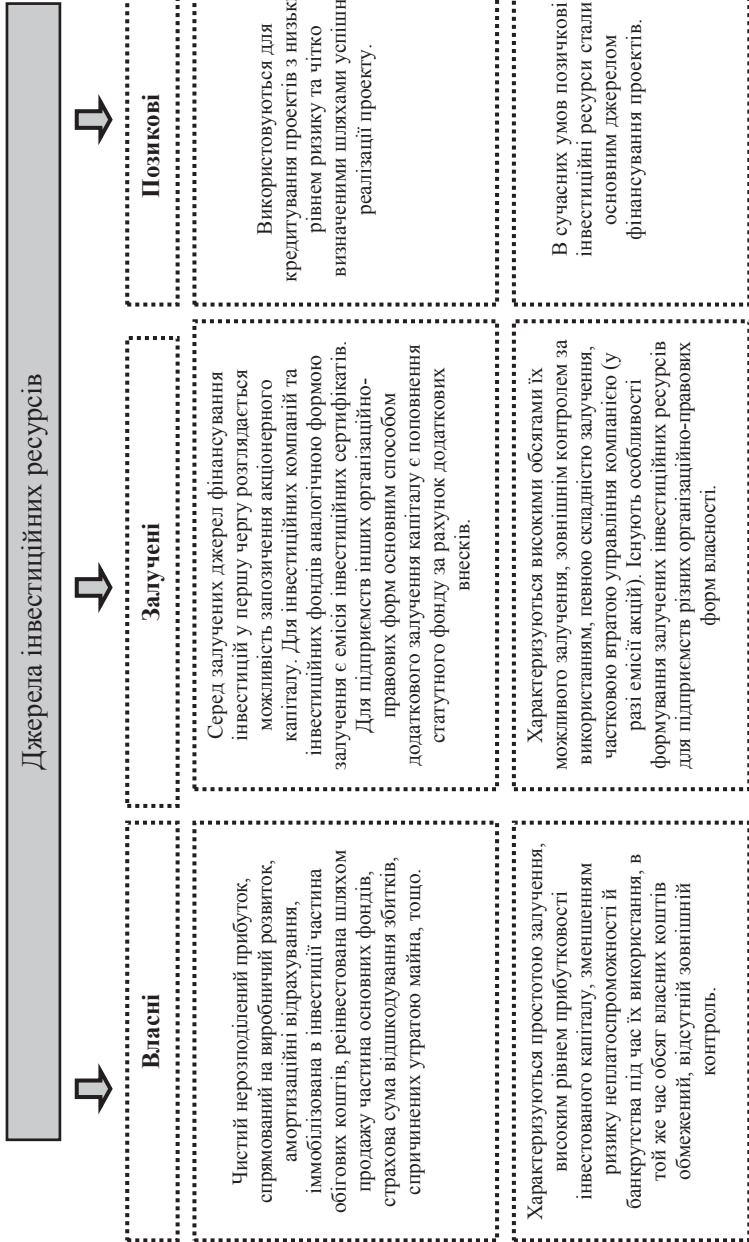 Джерела інвестиційних ресурсів
Власні
Чистий нерозподілений прибуток,
спрямований на виробничий розвиток,
амортизаційні відрахування,
іммобілізована в інвестиції частина
обігових коштів, реінвестована шляхом
продажу частина основних фондів,
страхова сума відшкодування збитків,
спричинених утратою майна, тощо.
Характеризуються простотою залучення,
високим рівнем прибутковості
інвестованого капіталу, зменшенням
ризику неплатоспроможності й
банкрутства під час їх використання, в
той же час обсяг власних коштів
обмежений, відсутній зовнішній
контроль.
Залучені
Серед залучених джерел фінансування
інвестицій у першу чергу розглядається
можливість запозичення акціонерного
капіталу. Для інвестиційних компаній та
інвестиційних фондів аналогічною формою
залучення є емісія інвестиційних сертифікатів.
Для підприємств інших організаційно-
правових форм основним способом
додаткового залучення капіталу є поповнення
статутного фонду за рахунок додаткових
внесків.
Характеризуються високими обсягами їх
можливого залучення, зовнішнім контролем за
використанням, певною складністю залучення,
частковою втратою управління компанією (у
разі емісії акцій). Існують особливості
формування залучених інвестиційних ресурсів
для підприємств різних організаційно-правових
форм власності.
Позикові
Використовуються для
кредитування проектів з низьк
рівнем ризику та чітко
визначеними шляхами успішн
реалізації проекту.
В сучасних умов позичкові
інвестиційні ресурси стали
основним джерелом
фінансування проектів.